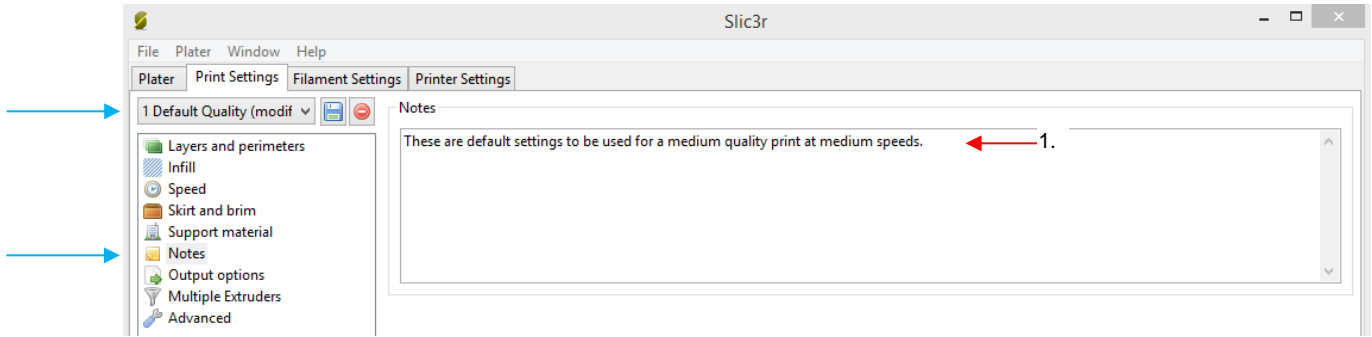 Slic3r
File Plater Window Help
Plater Print Settings Filament Settings Printer Settings
1 Default Quality (modif
Notes
These are default settings to be used for a medium quality print at medium speeds.
1.
Layers and perimeters
Infill
Speed
Skirt and brim
Support material
Notes
Output options
Multiple Extruders
Advanced